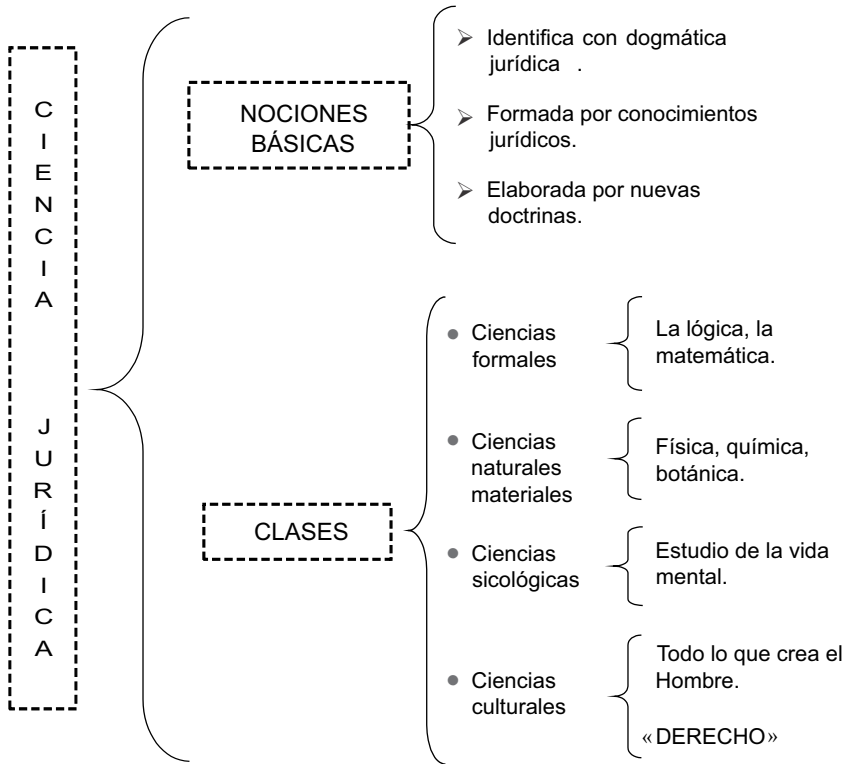 CIENCIA
JURÍDICA
NOCIONES
BÁSICAS
➢ Identifica con dogmática
jurídica .
➢ Formada por conocimientos
jurídicos.
➢ Elaborada por nuevas
doctrinas.
CLASES
● Ciencias
formales
La lógica, la
matemática.
● Ciencias
naturales
materiales
Física, química,
botánica.
● Ciencias
sicológicas
Estudio de la vida
mental.
● Ciencias
culturales
Todo lo que crea el
Hombre.
«DERECHO»